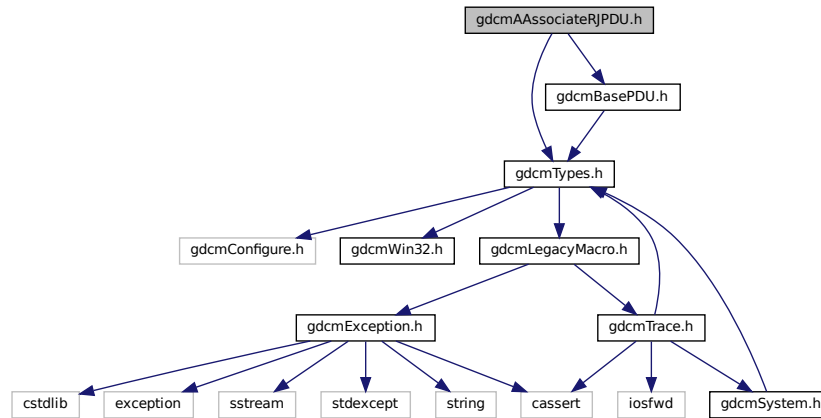 gdcmAAssociateRJPDU.h
gdcmBasePDU.h
gdcmTypes.h
gdcmConfigure.h
gdcmWin32.h
gdcmLegacyMacro.h
gdcmException.h
gdcmTrace.h
cstdlib
exception
sstream
stdexcept
string
cassert
iosfwd
gdcmSystem.h